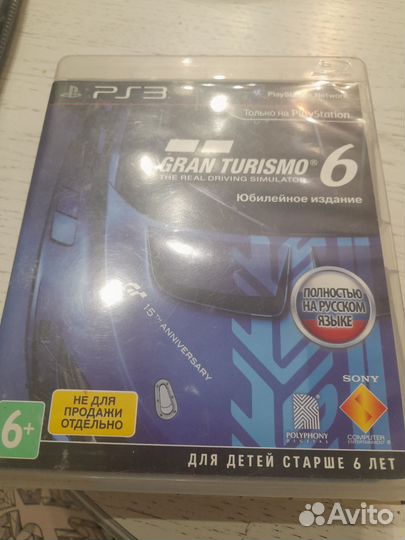 PS3
PlayStation Network
Только на PlayStation
GRAN TURISMO® 6
THE REAL DRIVING SIMULATOR
Юбилейное издание
GT 15TH ANNIVERSARY
ПОЛНОСТЬЮ
НА РУССКОМ
ЯЗЫКЕ
НЕ ДЛЯ
ПРОДАЖИ
ОТДЕЛЬНО
6+
POLYPHONY
DIGITAL
SONY
COMPUTER
ENTERTAINMENT®
ДЛЯ ДЕТЕЙ СТАРШЕ 6 ЛЕТ
Avito